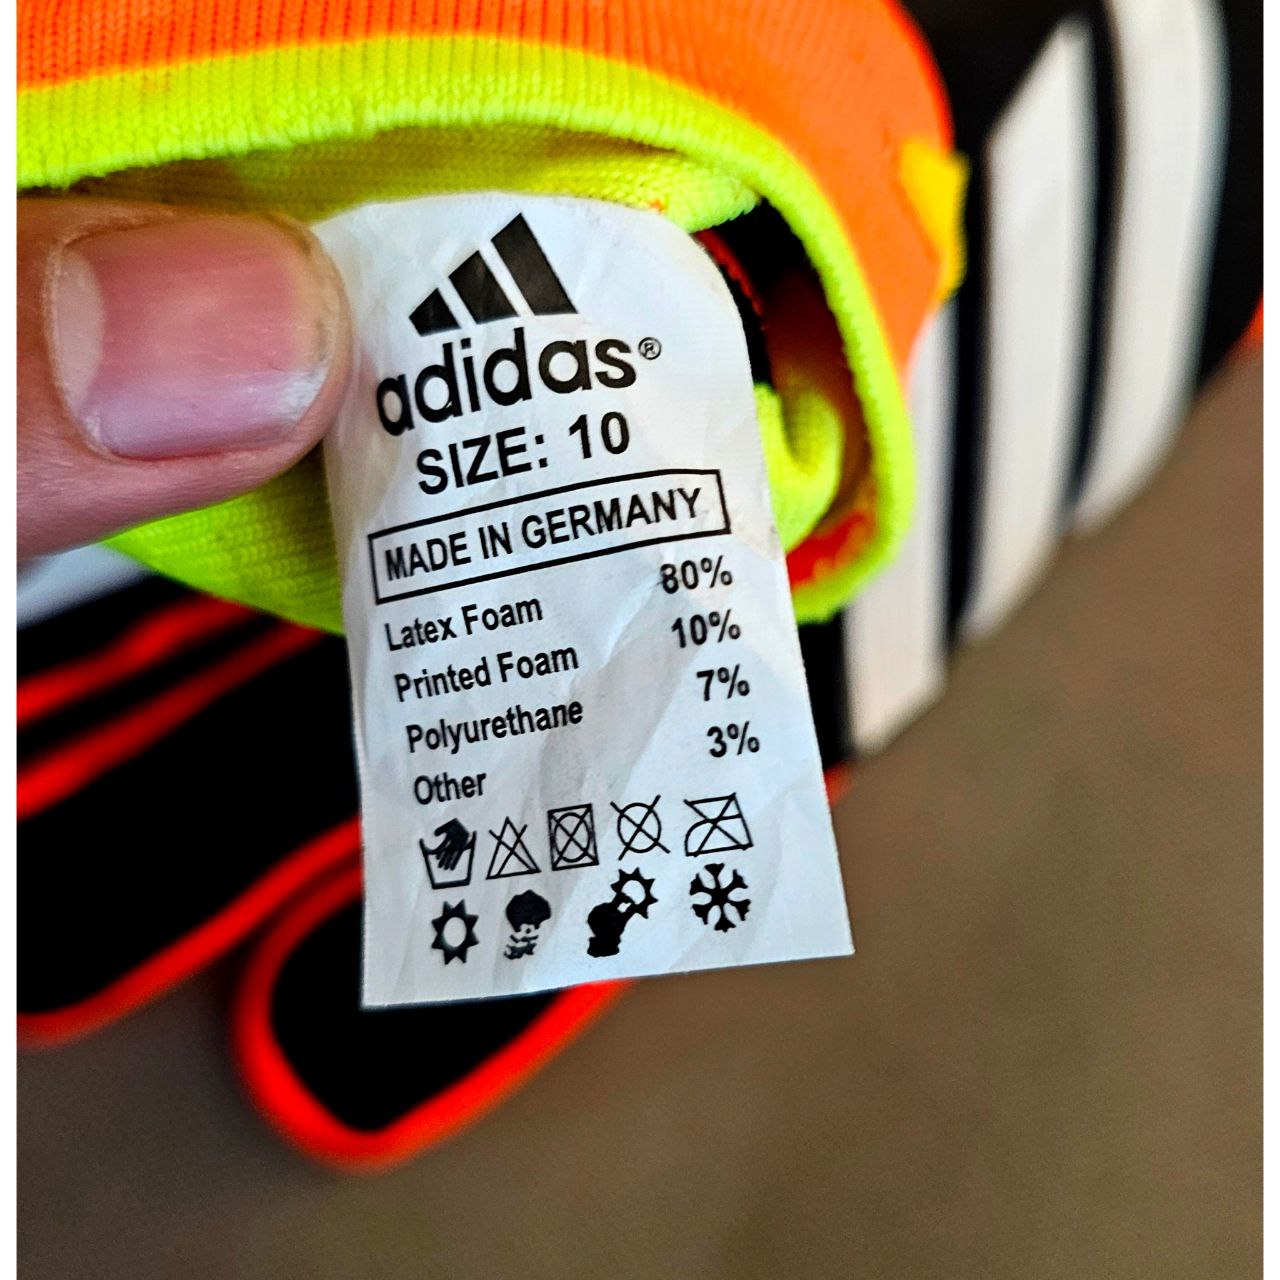 adidas®
SIZE: 10
MADE IN GERMANY
Latex Foam 80%
Printed Foam 10%
Polyurethane 7%
Other 3%